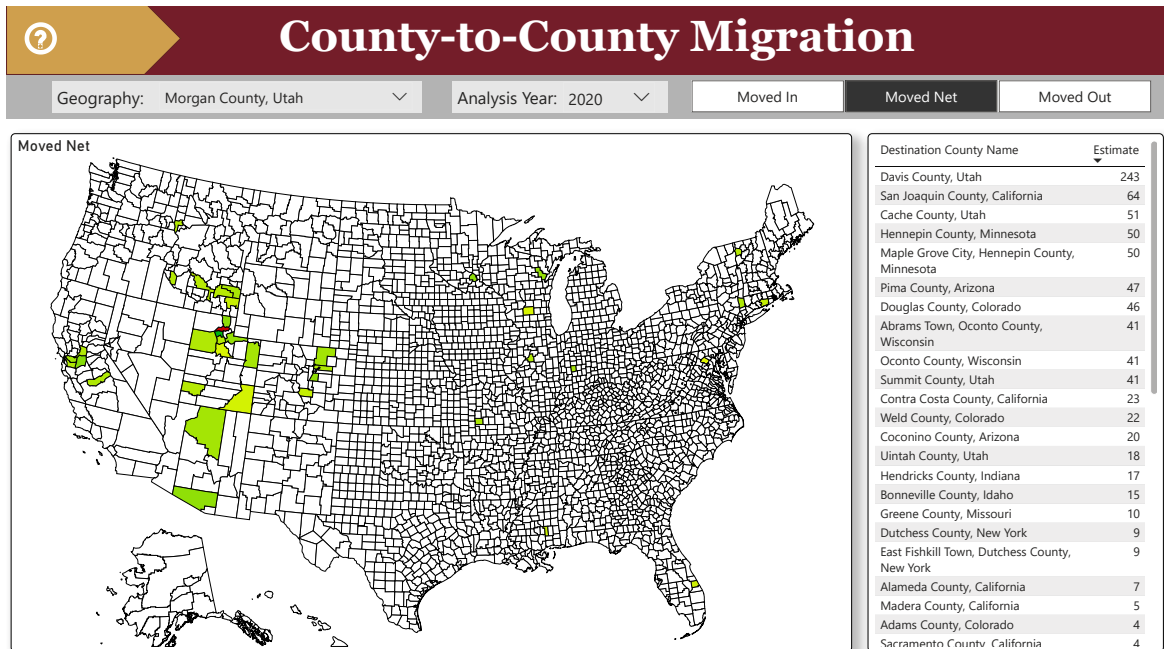 ?
County-to-County Migration
Geography: Morgan County, Utah
Analysis Year: 2020
Moved In
Moved Net
Moved Out
Moved Net
Destination County Name Estimate
Davis County, Utah 243
San Joaquin County, California 64
Cache County, Utah 51
Hennepin County, Minnesota 50
Maple Grove City, Hennepin County, 50
Minnesota
Pima County, Arizona 47
Douglas County, Colorado 46
Abrams Town, Oconto County, 41
Wisconsin
Oconto County, Wisconsin 41
Summit County, Utah 41
Contra Costa County, California 23
Weld County, Colorado 22
Coconino County, Arizona 20
Uintah County, Utah 18
Hendricks County, Indiana 17
Bonneville County, Idaho 15
Greene County, Missouri 10
Dutchess County, New York 9
East Fishkill Town, Dutchess County, 9
New York
Alameda County, California 7
Madera County, California 5
Adams County, Colorado 4
Sacramento County, California 4